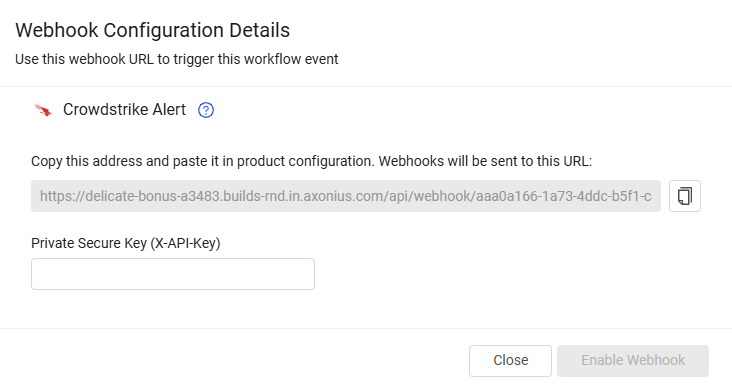 Webhook Configuration Details
Use this webhook URL to trigger this workflow event
Crowdstrike Alert ?
Copy this address and paste it in product configuration. Webhooks will be sent to this URL:
https://delicate-bonus-a3483.builds-rnd.in.axonius.com/api/webhook/aaa0a166-1a73-4ddc-b5f1-c
Private Secure Key (X-API-Key)
Close Enable Webhook